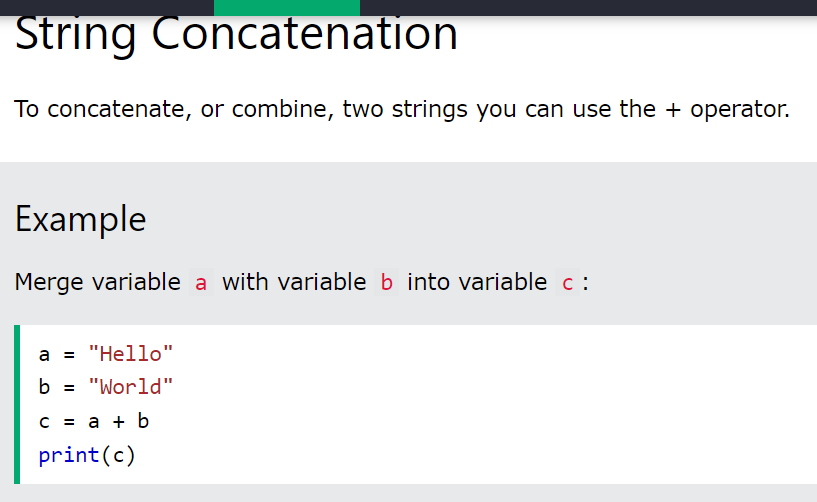 String Concatenation
To concatenate, or combine, two strings you can use the + operator.
Example
Merge variable a with variable b into variable c :
a = "Hello"
b = "World"
c = a + b
print(c)